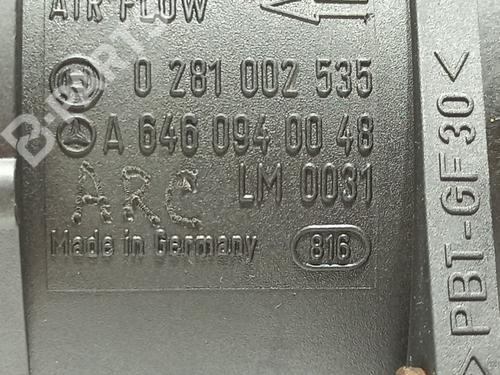 AIR FLOW
0 281 002 535
A 646 094 00 48
ARC LM 0031
Made in Germany 816
>PBT-GF30<
B-PARTS